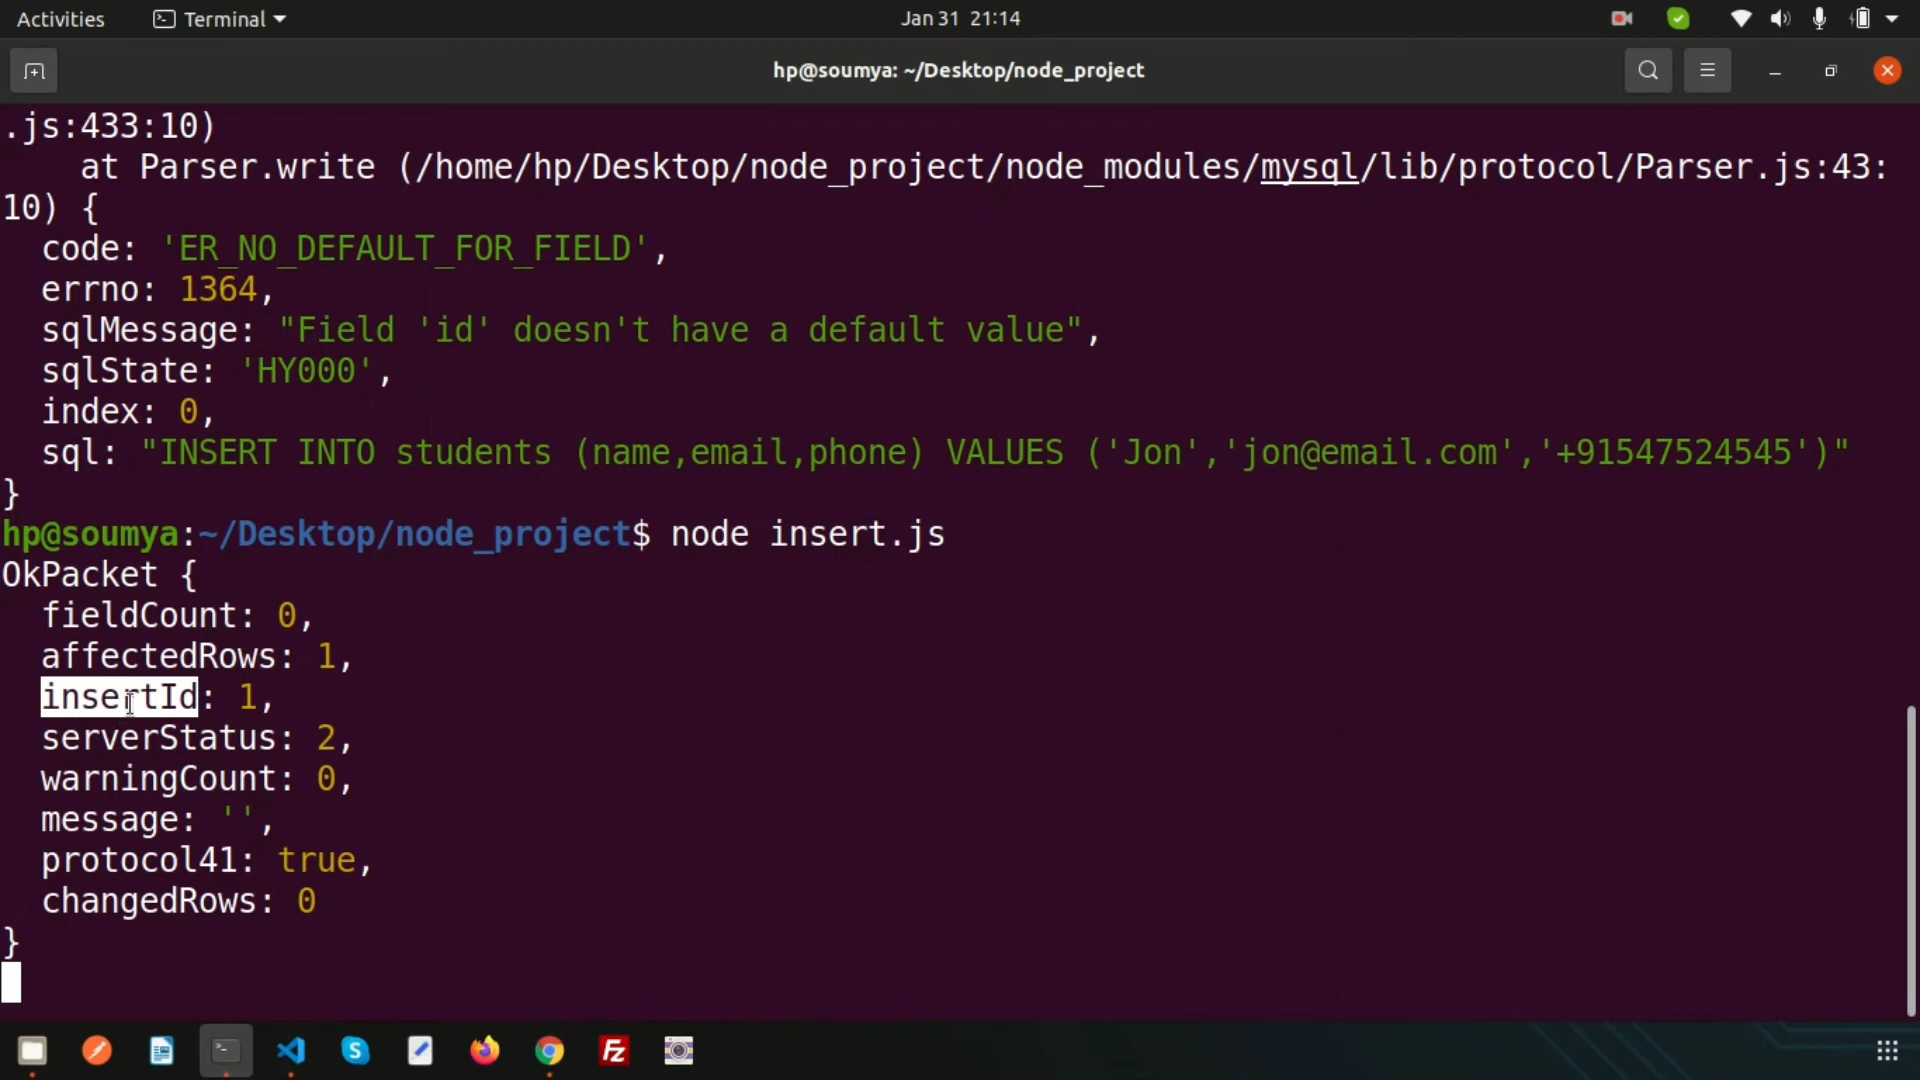 Activities
Terminal
Jan 31 21:14
hp@soumya: ~/Desktop/node_project
.js:433:10)
    at Parser.write (/home/hp/Desktop/node_project/node_modules/mysql/lib/protocol/Parser.js:43:
10) {
  code: 'ER_NO_DEFAULT_FOR_FIELD',
  errno: 1364,
  sqlMessage: "Field 'id' doesn't have a default value",
  sqlState: 'HY000',
  index: 0,
  sql: "INSERT INTO students (name,email,phone) VALUES ('Jon','jon@email.com','+91547524545')"
}
hp@soumya:~/Desktop/node_project$ node insert.js
OkPacket {
  fieldCount: 0,
  affectedRows: 1,
  insertId: 1,
  serverStatus: 2,
  warningCount: 0,
  message: '',
  protocol41: true,
  changedRows: 0
}